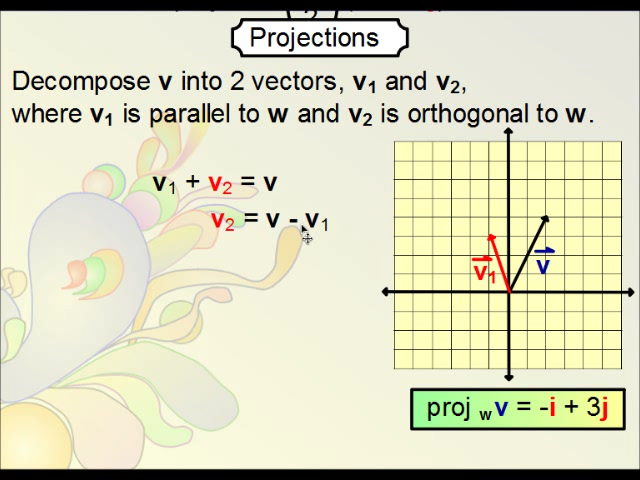 Projections
Decompose v into 2 vectors, v₁ and v₂,
where v₁ is parallel to w and v₂ is orthogonal to w.
v₁ + v₂ = v
v₂ = v - v₁
v₁
v
proj w v = -i + 3j